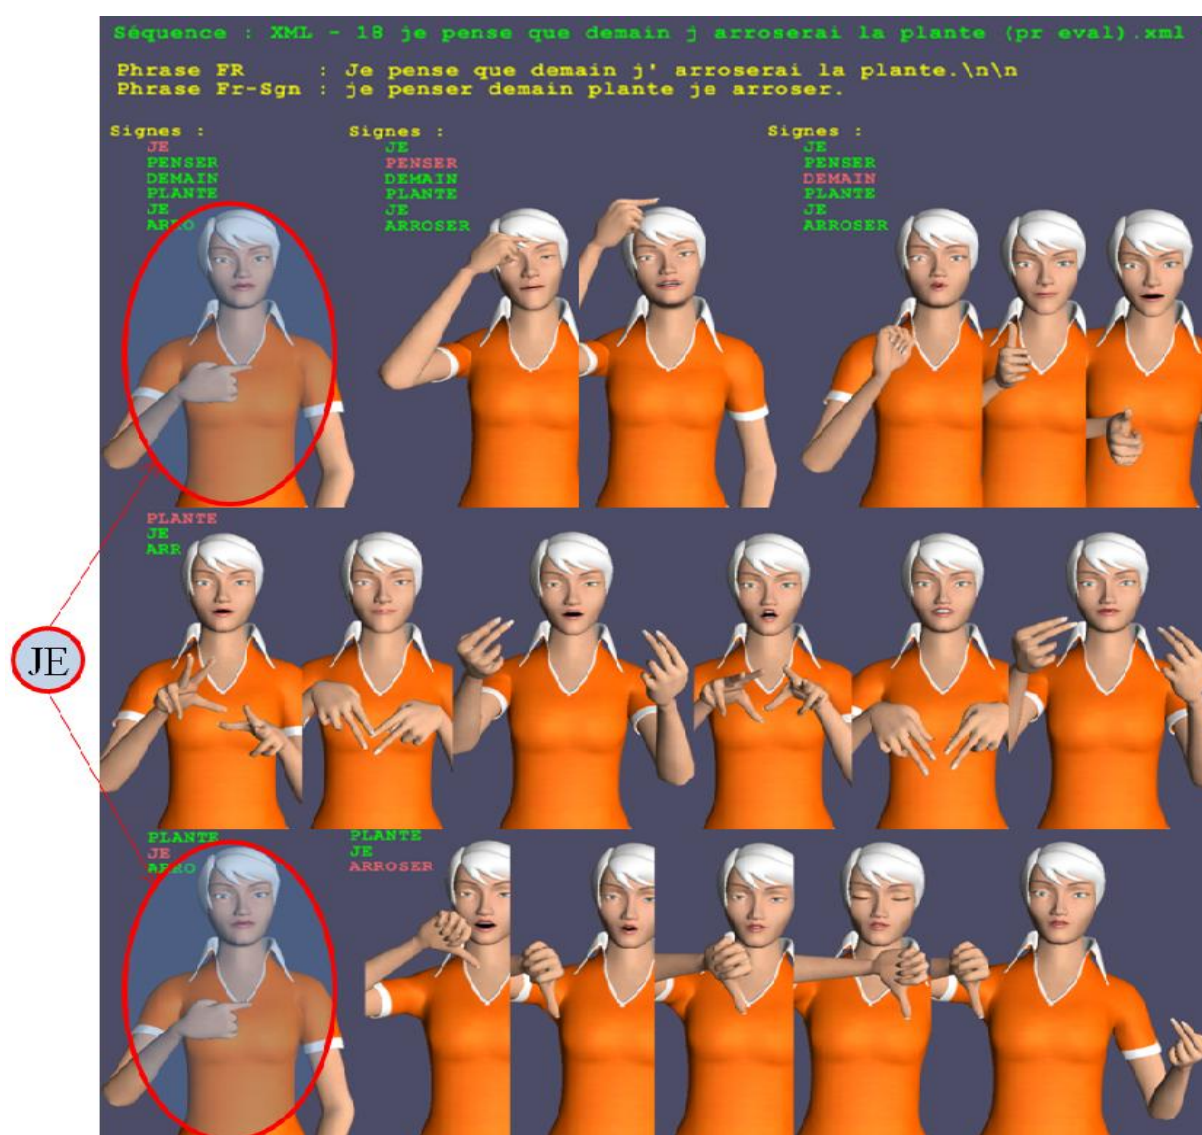 Séquence : XML - 18 je pense que demain j arroserai la plante (pr eval).xml
Phrase FR : Je pense que demain j' arroserai la plante.\n\n
Phrase Fr-Sgn : je penser demain plante je arroser.
Signes :
JE
PENSER
DEMAIN
PLANTE
JE
ARRO
Signes :
JE
PENSER
DEMAIN
PLANTE
JE
ARROSER
Signes :
JE
PENSER
DEMAIN
PLANTE
JE
ARROSER
PLANTE
JE
ARR
JE
PLANTE
JE
ARRO
PLANTE
JE
ARROSER